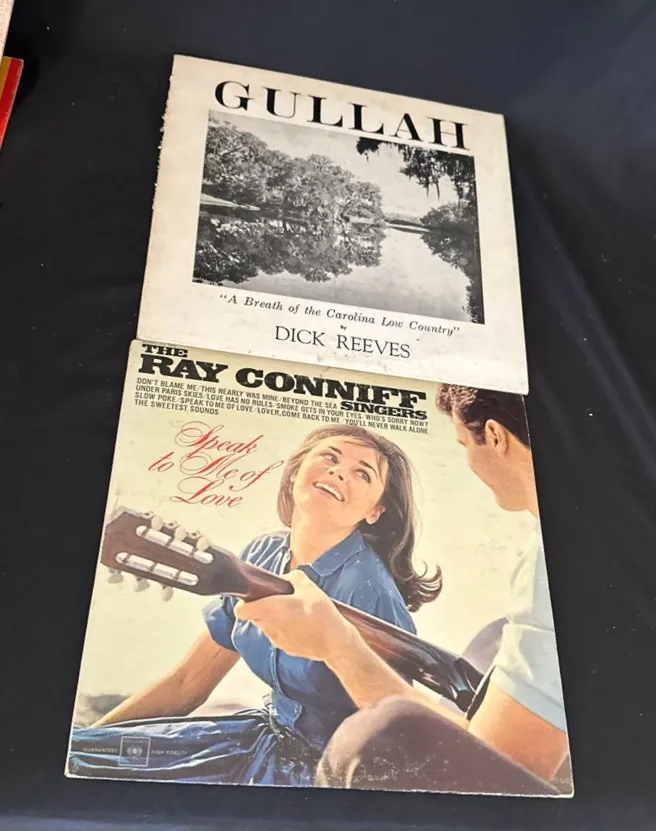 GULLAH
"A Breath of the Carolina Low Country"
by
DICK REEVES
THE
RAY CONNIFF
SINGERS
DON'T BLAME ME/THIS NEARLY WAS MINE/BEYOND THE SEA
UNDER PARIS SKIES/LOVE HAS NO RULES/SMOKE GETS IN YOUR EYES/WHO'S SORRY NOW?
SLOW POKE/SPEAK TO ME OF LOVE/LOVER, COME BACK TO ME/YOU'LL NEVER WALK ALONE
THE SWEETEST SOUNDS
Speak
to Me of
Love
GUARANTEED HIGH FIDELITY